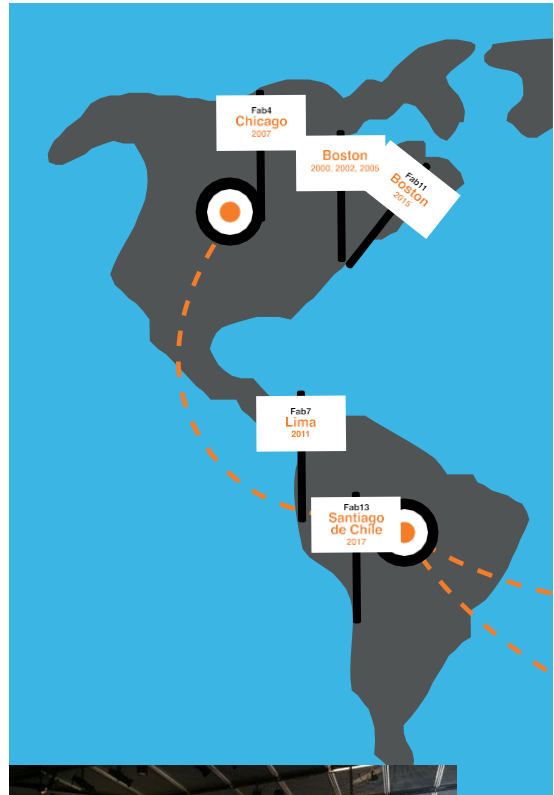 Fab4
Chicago
2007
Boston
2000, 2002, 2005
Fab11
Boston
2015
Fab7
Lima
2011
Fab13
Santiago
de Chile
2017